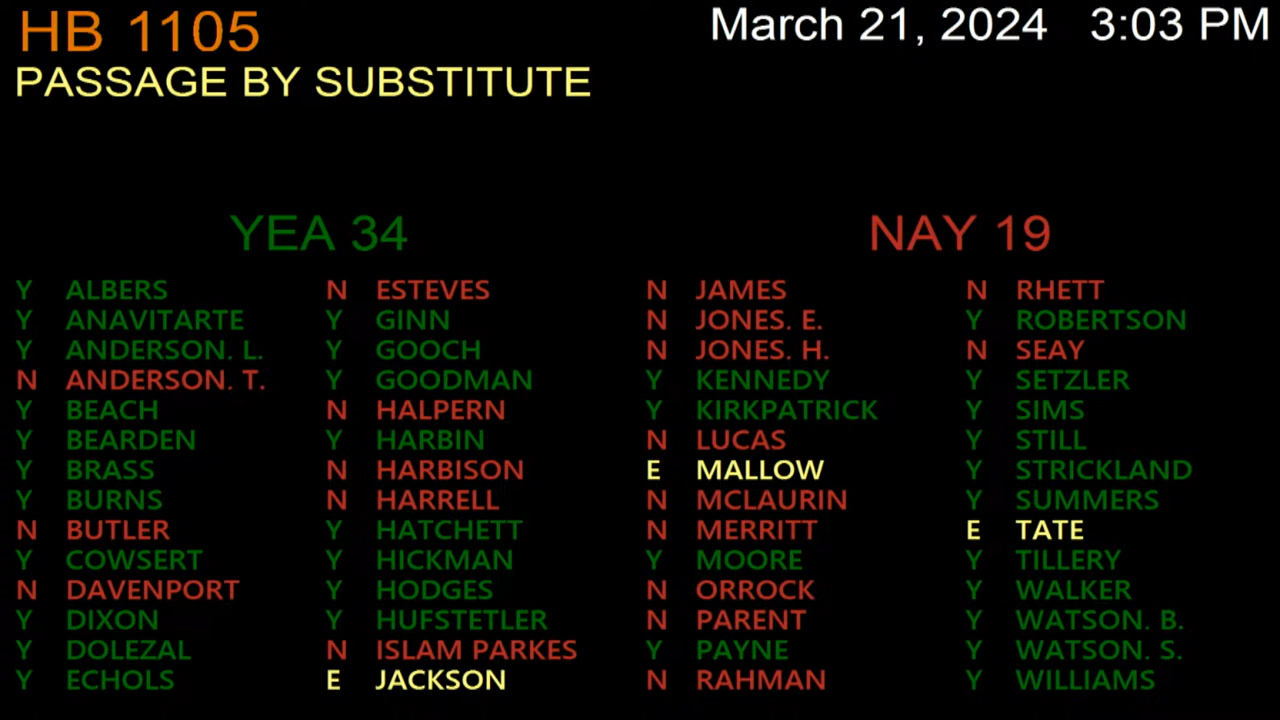 HB 1105 March 21, 2024 3:03 PM
PASSAGE BY SUBSTITUTE
YEA 34 NAY 19
Y ALBERS N ESTEVES N JAMES N RHETT
Y ANAVITARTE Y GINN N JONES. E. Y ROBERTSON
Y ANDERSON. L. Y GOOCH N JONES. H. N SEAY
N ANDERSON. T. Y GOODMAN Y KENNEDY Y SETZLER
Y BEACH N HALPERN Y KIRKPATRICK Y SIMS
Y BEARDEN Y HARBIN N LUCAS Y STILL
Y BRASS N HARBISON E MALLOW Y STRICKLAND
Y BURNS N HARRELL N MCLAURIN Y SUMMERS
N BUTLER Y HATCHETT N MERRITT E TATE
Y COWSERT Y HICKMAN Y MOORE Y TILLERY
N DAVENPORT Y HODGES N ORROCK Y WALKER
Y DIXON Y HUFSTETLER N PARENT Y WATSON. B.
Y DOLEZAL N ISLAM PARKES Y PAYNE Y WATSON. S.
Y ECHOLS E JACKSON N RAHMAN Y WILLIAMS